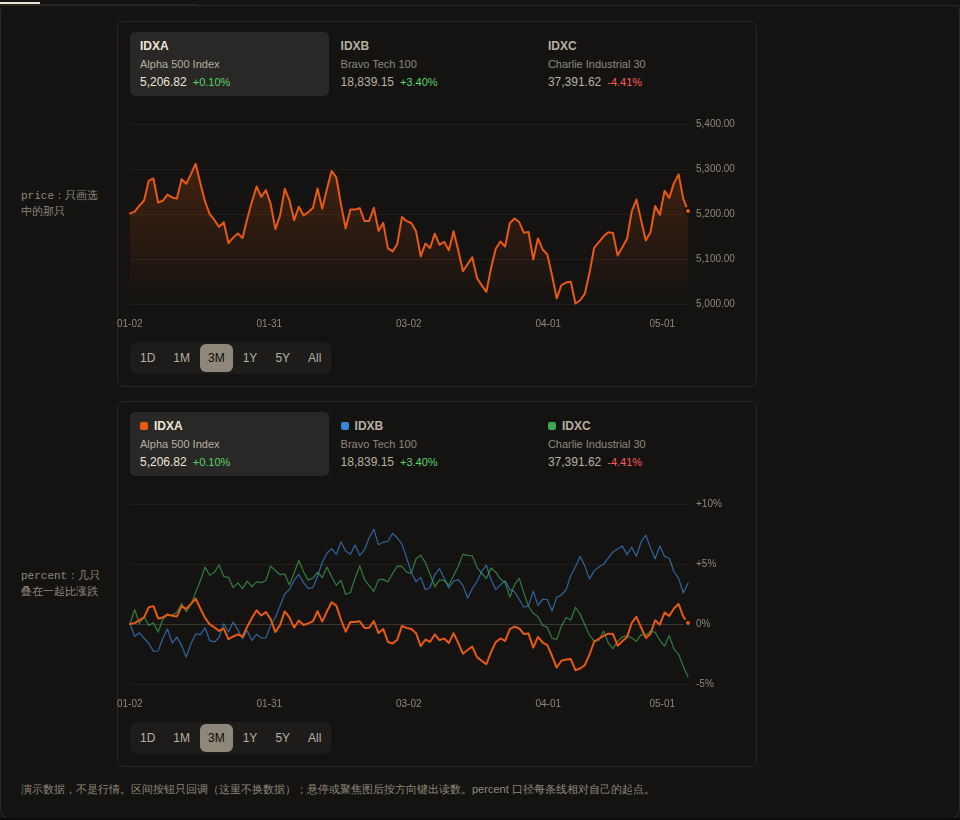 IDXA
Alpha 500 Index
5,206.82 +0.10%
IDXB
Bravo Tech 100
18,839.15 +3.40%
IDXC
Charlie Industrial 30
37,391.62 -4.41%
price：只画选
中的那只
5,400.00
5,300.00
5,200.00
5,100.00
5,000.00
01-02 01-31 03-02 04-01 05-01
1D 1M 3M 1Y 5Y All
IDXA
Alpha 500 Index
5,206.82 +0.10%
IDXB
Bravo Tech 100
18,839.15 +3.40%
IDXC
Charlie Industrial 30
37,391.62 -4.41%
percent：几只
叠在一起比涨跌
+10%
+5%
0%
-5%
01-02 01-31 03-02 04-01 05-01
1D 1M 3M 1Y 5Y All
演示数据，不是行情。区间按钮只回调（这里不换数据）；悬停或聚焦图后按方向键出读数。percent 口径每条线相对自己的起点。